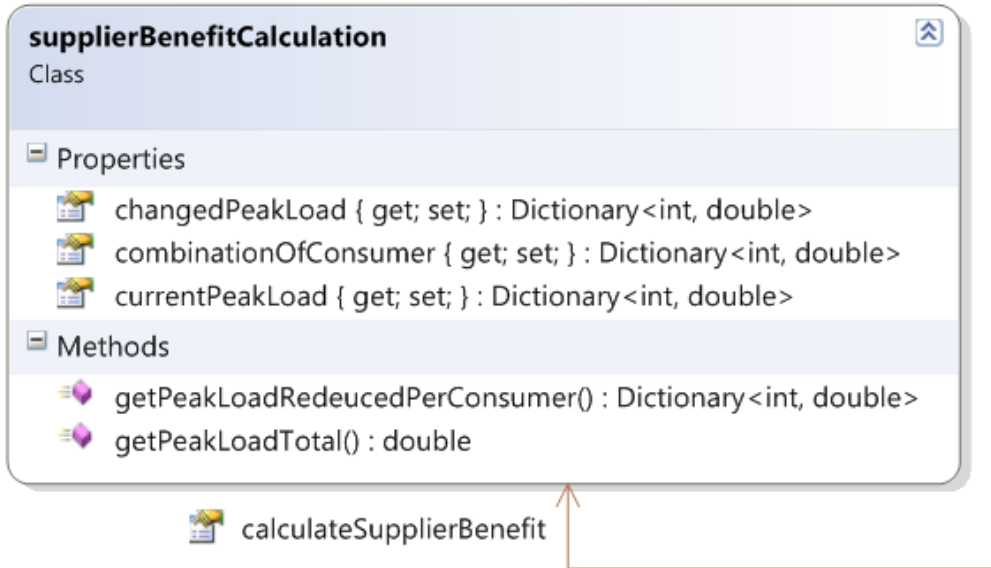 supplierBenefitCalculation
Class
Properties
changedPeakLoad { get; set; } : Dictionary<int, double>
combinationOfConsumer { get; set; } : Dictionary<int, double>
currentPeakLoad { get; set; } : Dictionary<int, double>
Methods
getPeakLoadRedeucedPerConsumer() : Dictionary<int, double>
getPeakLoadTotal() : double
calculateSupplierBenefit